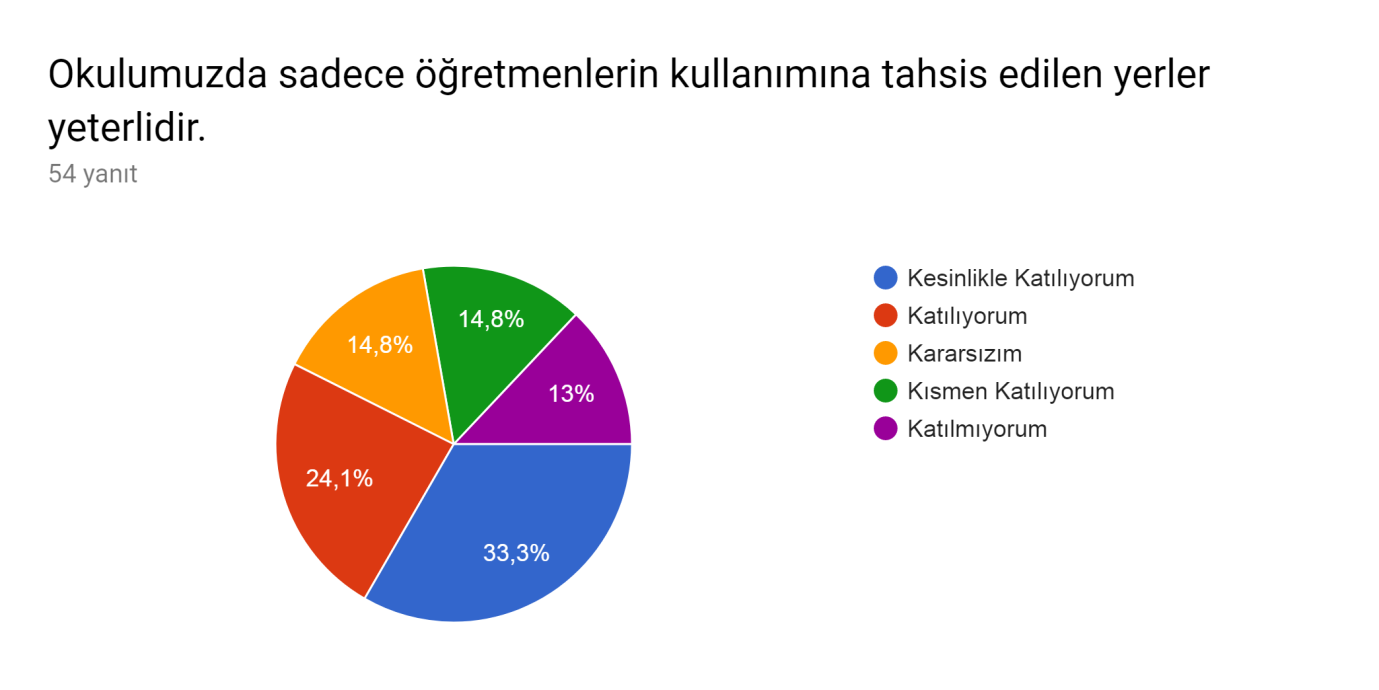 Okulumuzda sadece öğretmenlerin kullanımına tahsis edilen yerler
yeterlidir.
54 yanıt
Kesinlikle Katılıyorum
Katılıyorum
Kararsızım
Kısmen Katılıyorum
Katılmıyorum
14,8%
14,8%
13%
24,1%
33,3%